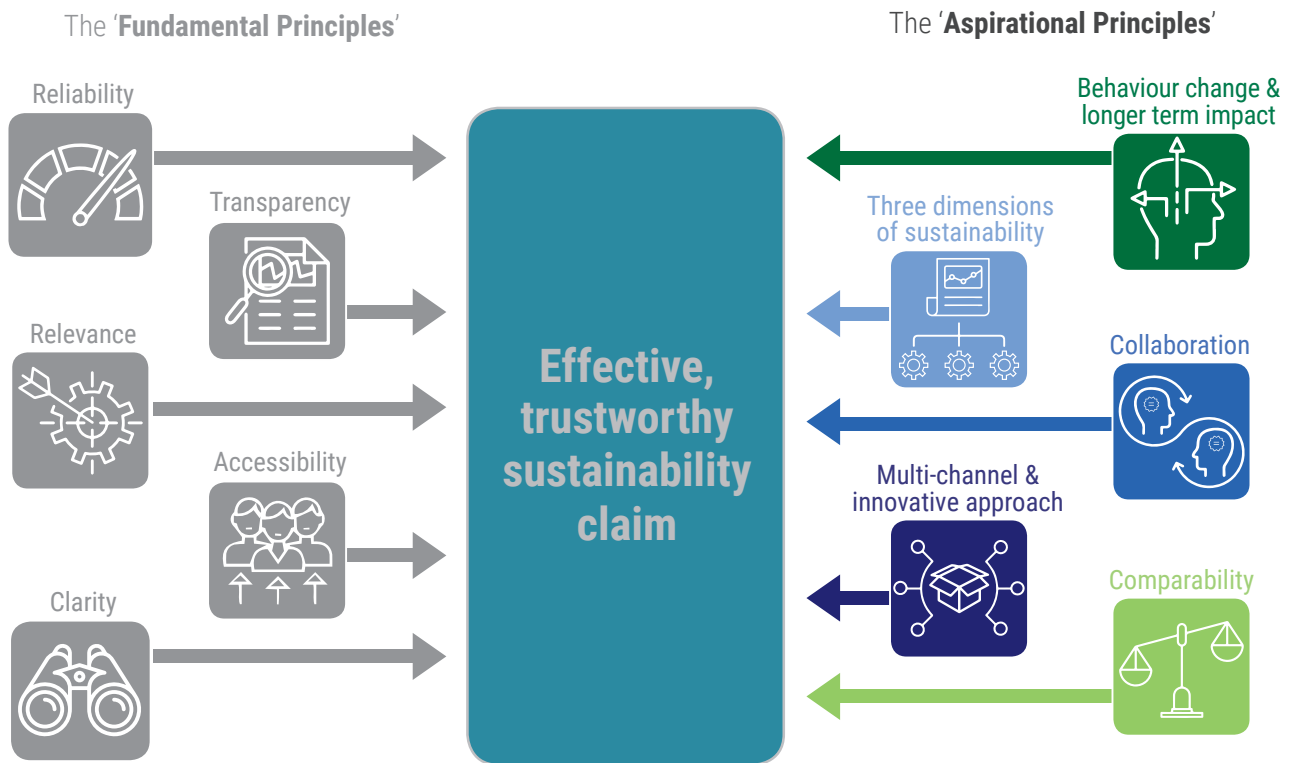 The ‘Fundamental Principles’
Reliability
Transparency
Relevance
Accessibility
Clarity
Effective,
trustworthy
sustainability
claim
The ‘Aspirational Principles’
Behaviour change &
longer term impact
Three dimensions
of sustainability
Collaboration
Multi-channel &
innovative approach
Comparability